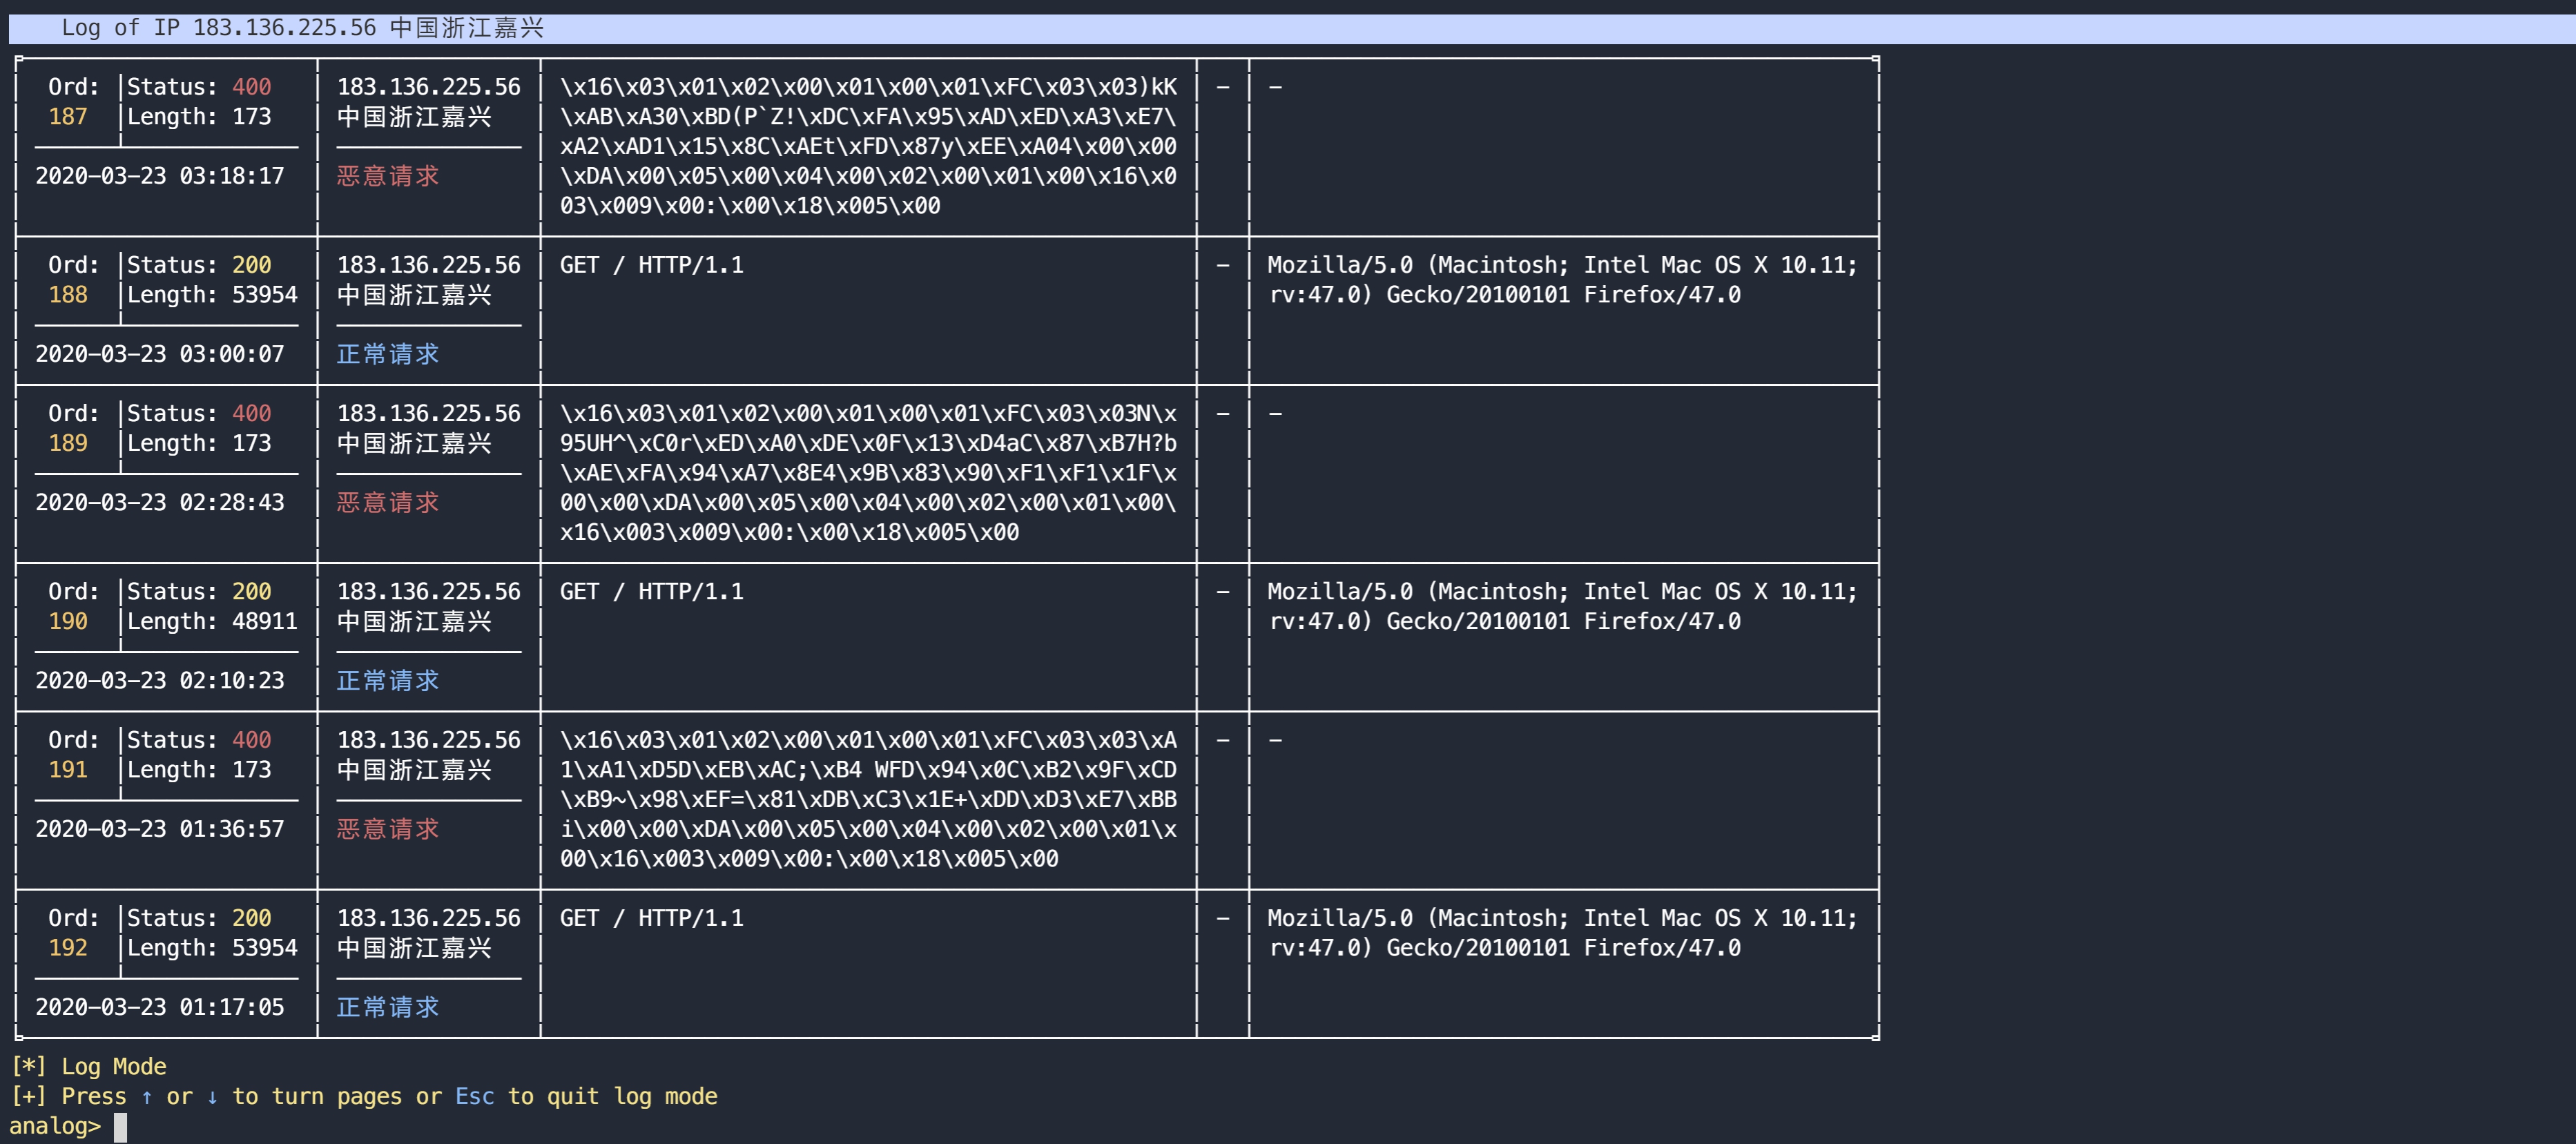 Log of IP 183.136.225.56 中国浙江嘉兴
Ord: Status: 400
187 Length: 173
2020-03-23 03:18:17
183.136.225.56
中国浙江嘉兴
恶意请求
\x16\x03\x01\x02\x00\x01\x00\x01\xFC\x03\x03)kK
\xAB\xA30\xBD(P`Z!\xDC\xFA\x95\xAD\xED\xA3\xE7\
xA2\xAD1\x15\x8C\xAEt\xFD\x87y\xEE\xA04\x00\x00
\xDA\x00\x05\x00\x04\x00\x02\x00\x01\x00\x16\x0
03\x009\x00:\x00\x18\x005\x00
-
-
Ord: Status: 200
188 Length: 53954
2020-03-23 03:00:07
183.136.225.56
中国浙江嘉兴
正常请求
GET / HTTP/1.1
-
Mozilla/5.0 (Macintosh; Intel Mac OS X 10.11;
rv:47.0) Gecko/20100101 Firefox/47.0
Ord: Status: 400
189 Length: 173
2020-03-23 02:28:43
183.136.225.56
中国浙江嘉兴
恶意请求
\x16\x03\x01\x02\x00\x01\x00\x01\xFC\x03\x03N\x
95UH^\xC0r\xED\xA0\xDE\x0F\x13\xD4aC\x87\xB7H?b
\xAE\xFA\x94\xA7\x8E4\x9B\x83\x90\xF1\xF1\x1F\x
00\x00\xDA\x00\x05\x00\x04\x00\x02\x00\x01\x00\
x16\x003\x009\x00:\x00\x18\x005\x00
-
-
Ord: Status: 200
190 Length: 48911
2020-03-23 02:10:23
183.136.225.56
中国浙江嘉兴
正常请求
GET / HTTP/1.1
-
Mozilla/5.0 (Macintosh; Intel Mac OS X 10.11;
rv:47.0) Gecko/20100101 Firefox/47.0
Ord: Status: 400
191 Length: 173
2020-03-23 01:36:57
183.136.225.56
中国浙江嘉兴
恶意请求
\x16\x03\x01\x02\x00\x01\x00\x01\xFC\x03\x03\xA
1\xA1\xD5D\xEB\xAC;\xB4 WFD\x94\x0C\xB2\x9F\xCD
\xB9~\x98\xEF=\x81\xDB\xC3\x1E+\xDD\xD3\xE7\xBB
i\x00\x00\xDA\x00\x05\x00\x04\x00\x02\x00\x01\x
00\x16\x003\x009\x00:\x00\x18\x005\x00
-
-
Ord: Status: 200
192 Length: 53954
2020-03-23 01:17:05
183.136.225.56
中国浙江嘉兴
正常请求
GET / HTTP/1.1
-
Mozilla/5.0 (Macintosh; Intel Mac OS X 10.11;
rv:47.0) Gecko/20100101 Firefox/47.0
[*] Log Mode
[+] Press ↑ or ↓ to turn pages or Esc to quit log mode
analog>